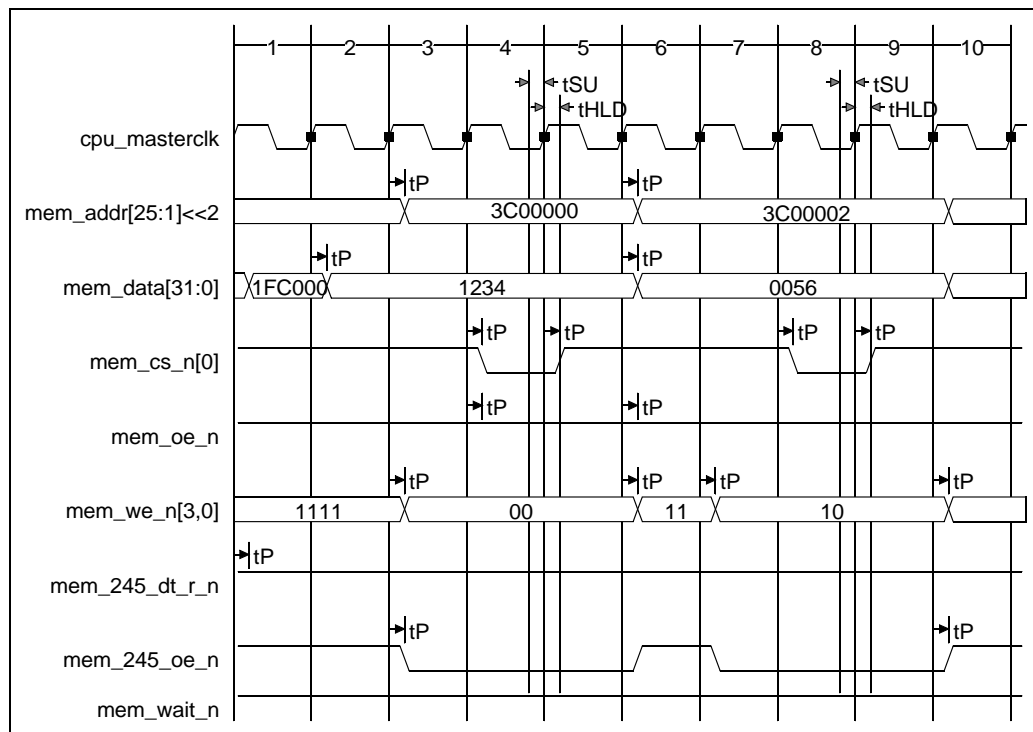 1 2 3 4 5 6 7 8 9 10
tSU tSU
tHLD tHLD
cpu_masterclk
tP tP
mem_addr[25:1]<<2 3C00000 3C00002
tP tP
mem_data[31:0] 1FC000 1234 0056
tP tP tP tP
mem_cs_n[0]
tP tP
mem_oe_n
tP tP tP tP
mem_we_n[3,0] 1111 00 11 10
tP
mem_245_dt_r_n
tP tP
mem_245_oe_n
mem_wait_n